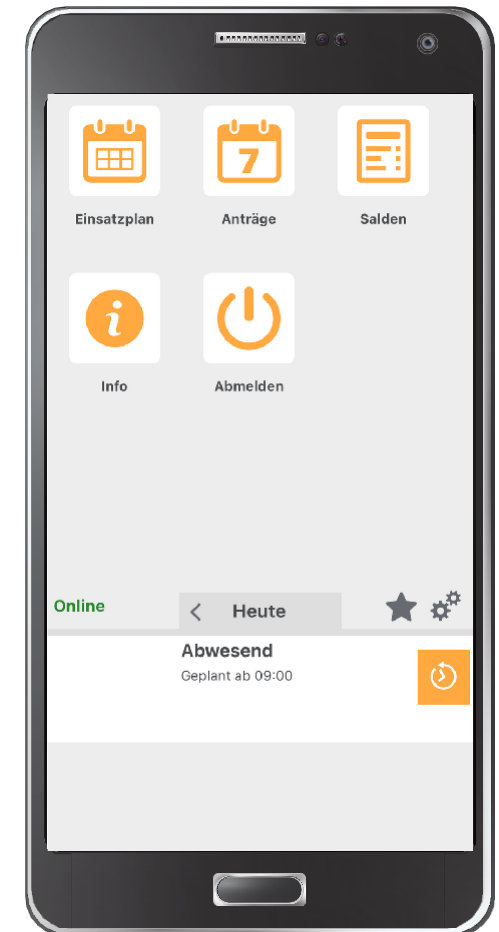 7
Einsatzplan
Anträge
Salden
i
Info
Abmelden
Online
< Heute
Abwesend
Geplant ab 09:00